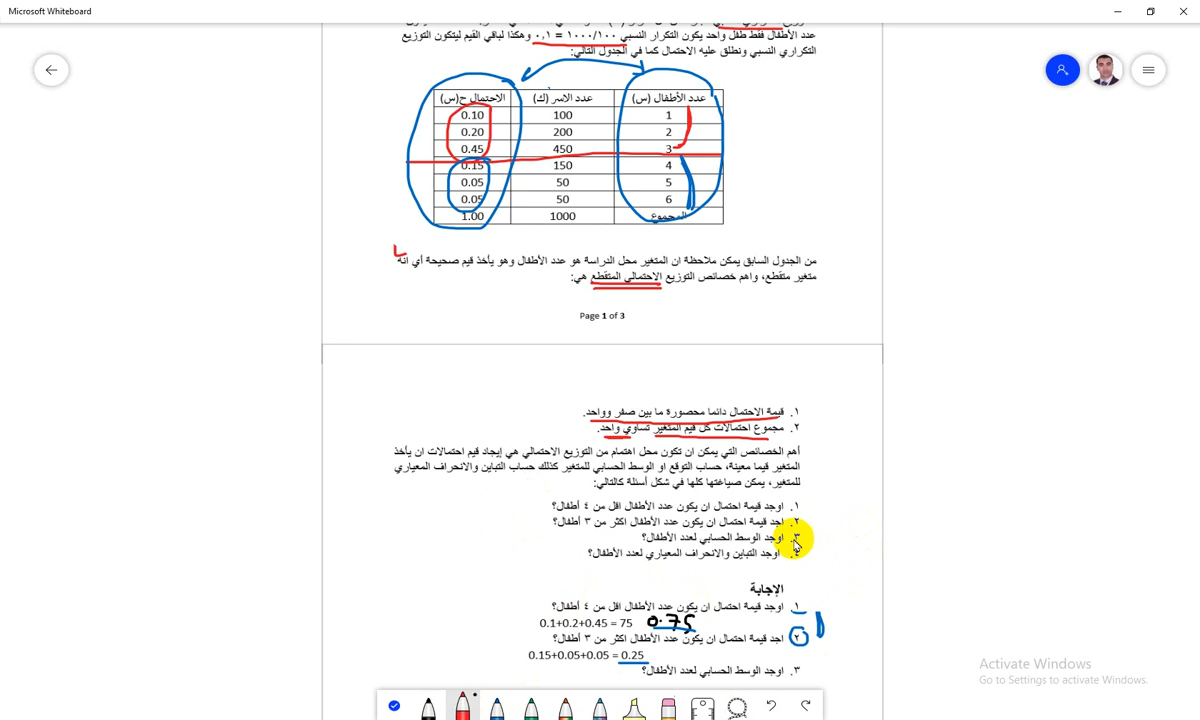 Microsoft Whiteboard
عدد الأطفال فقط طفل واحد يكون التكرار النسبي ١٠٠٠/١٠٠ = ٠,١ وهكذا لباقي القيم ليتكون التوزيع
التكراري النسبي ونطلق عليه الاحتمال كما في الجدول التالي:
عدد الأطفال (س) عدد الاسر (ك) الاحتمال ح(س)
1 100 0.10
2 200 0.20
3 450 0.45
4 150 0.15
5 50 0.05
6 50 0.05
المجموع 1000 1.00
من الجدول السابق يمكن ملاحظة ان المتغير محل الدراسة هو عدد الأطفال وهو يأخذ قيم صحيحة أي انه
متغير متقطع، واهم خصائص التوزيع الاحتمالي المتقطع هي:
Page 1 of 3
١. قيمة الاحتمال دائما محصورة ما بين صفر وواحد.
٢. مجموع احتمالات كل قيم المتغير تساوي واحد.
أهم الخصائص التي يمكن ان تكون محل اهتمام من التوزيع الاحتمالي هي إيجاد قيم احتمالات ان يأخذ
المتغير قيما معينة، حساب التوقع او الوسط الحسابي للمتغير كذلك حساب التباين والانحراف المعياري
للمتغير، يمكن صياغتها كلها في شكل أسئلة كالتالي:
١. اوجد قيمة احتمال ان يكون عدد الأطفال اقل من ٤ أطفال؟
٢. اجد قيمة احتمال ان يكون عدد الأطفال اكثر من ٣ أطفال؟
٣. اوجد الوسط الحسابي لعدد الأطفال؟
اوجد التباين والانحراف المعياري لعدد الأطفال؟
الإجابة
١. اوجد قيمة احتمال ان يكون عدد الأطفال اقل من ٤ أطفال؟
0.1+0.2+0.45 = 75 0.75
٢. اجد قيمة احتمال ان يكون عدد الأطفال اكثر من ٣ أطفال؟
0.15+0.05+0.05 = 0.25
٣. اوجد الوسط الحسابي لعدد الأطفال؟
Activate Windows
Go to Settings to activate Windows.